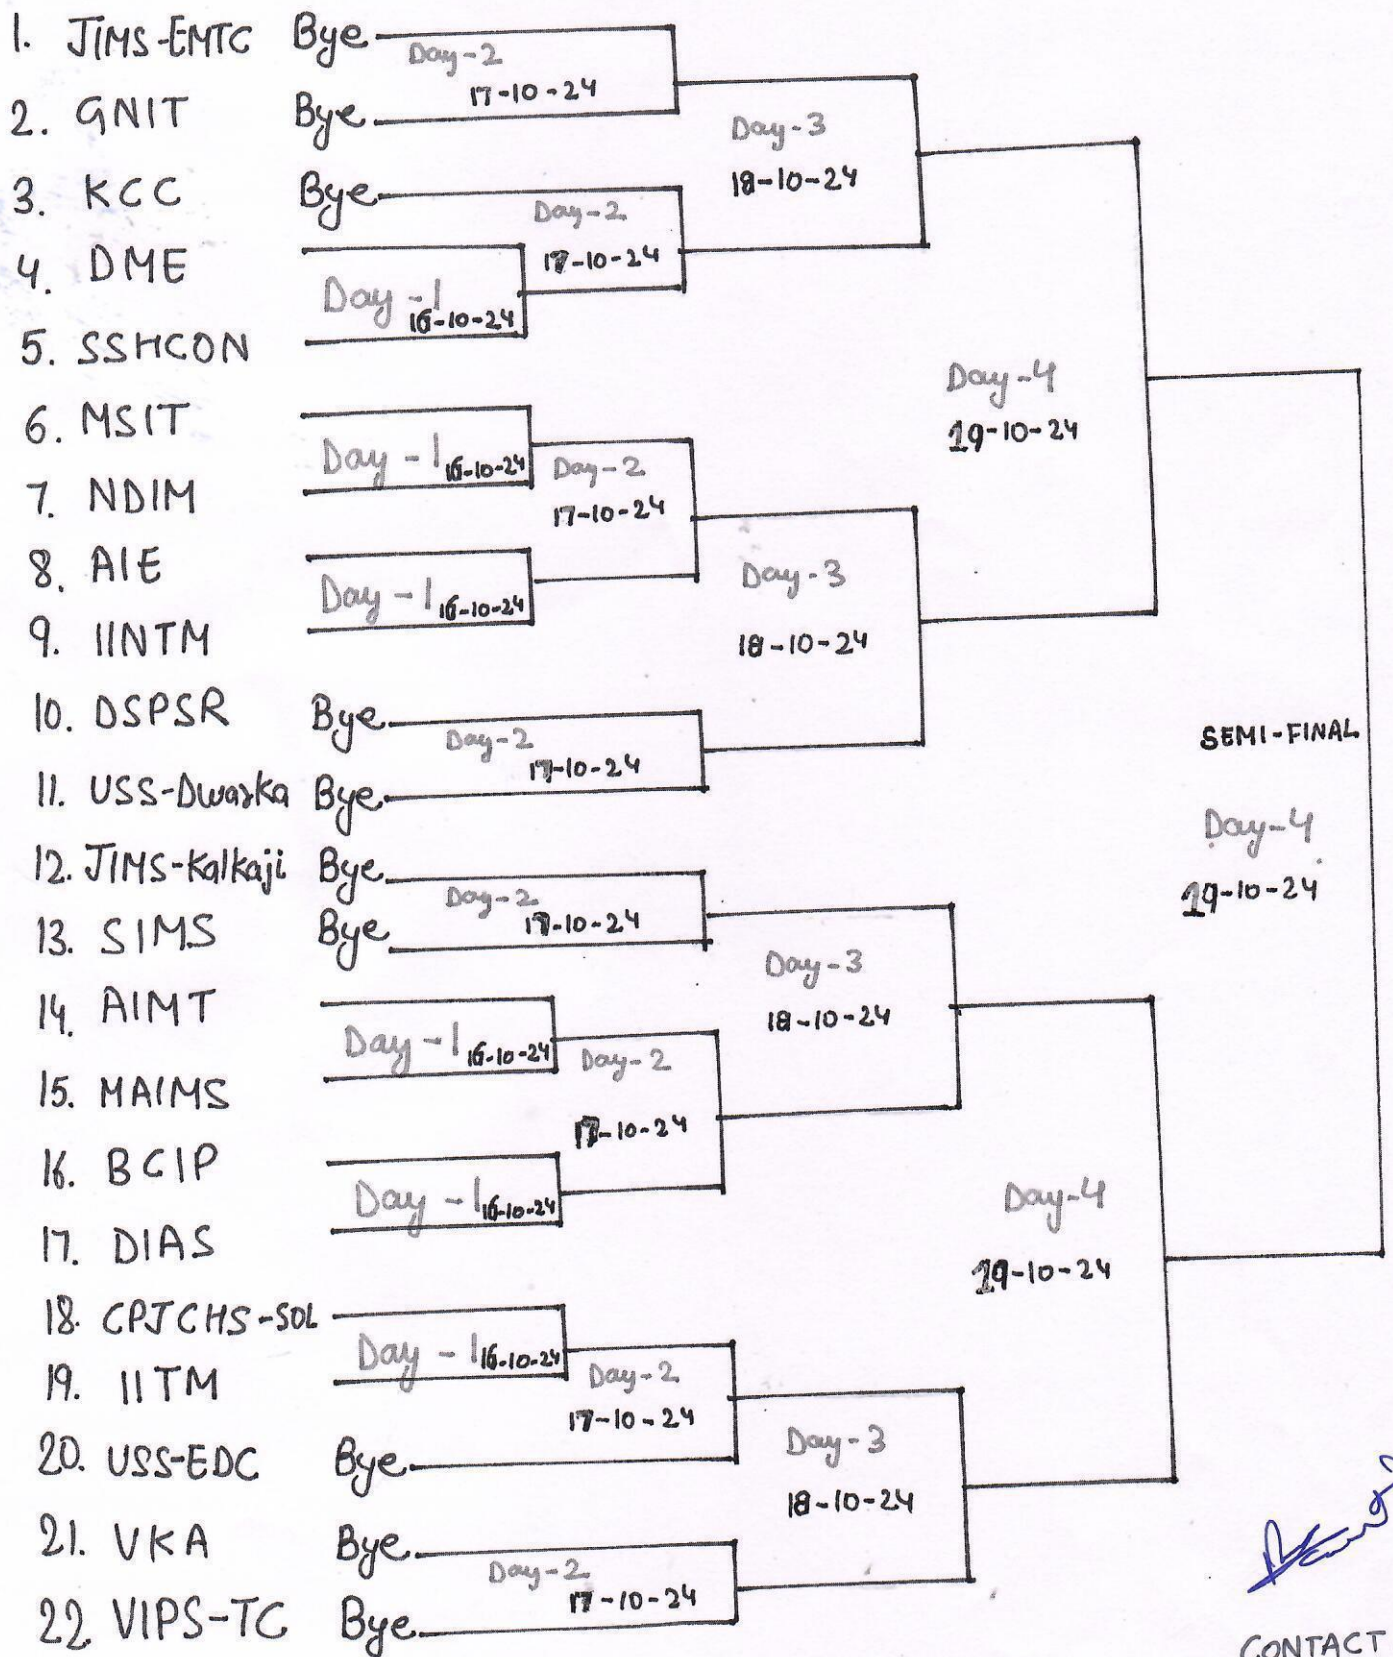 1. JIMS-EMTC Bye
Day-2
17-10-24
2. GNIT Bye
Day-3
18-10-24
3. KCC Bye
Day-2
17-10-24
4. DME
Day-1
16-10-24
5. SSHCON
Day-4
19-10-24
6. MSIT
Day-1 16-10-24
Day-2
17-10-24
7. NDIM
8. AIE
Day-1 16-10-24
Day-3
18-10-24
9. IINTM
10. DSPSR Bye
Day-2
17-10-24
SEMI-FINAL
11. USS-Dwarka Bye
Day-4
19-10-24
12. JIMS-Kalkaji Bye
Day-2
17-10-24
13. SIMS Bye
Day-3
18-10-24
14. AIMT
Day-1 16-10-24
Day-2
17-10-24
15. MAIMS
16. BCIP
Day-1 16-10-24
Day-4
19-10-24
17. DIAS
18. CPJCHS-SOL
Day-1 16-10-24
19. IITM
Day-2
17-10-24
20. USS-EDC Bye
Day-3
18-10-24
21. VKA Bye
Day-2
17-10-24
22. VIPS-TC Bye
CONTACT